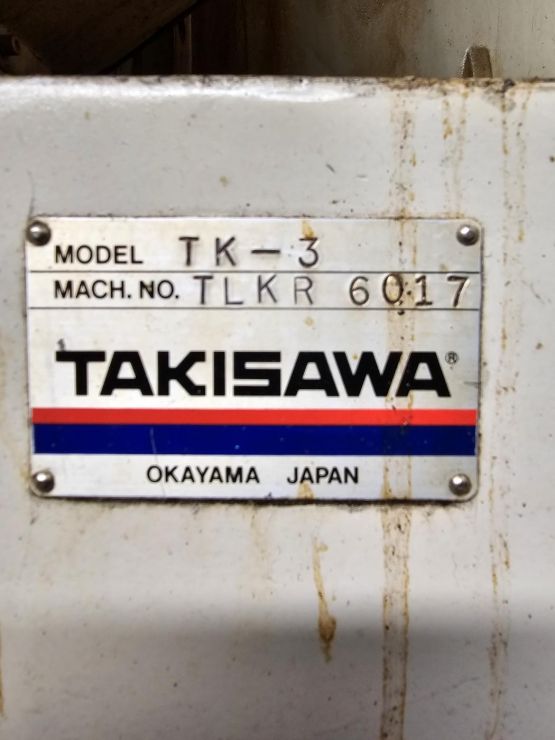 MODEL TK-3
MACH. NO. TLKR 6017
TAKISAWA®
OKAYAMA JAPAN